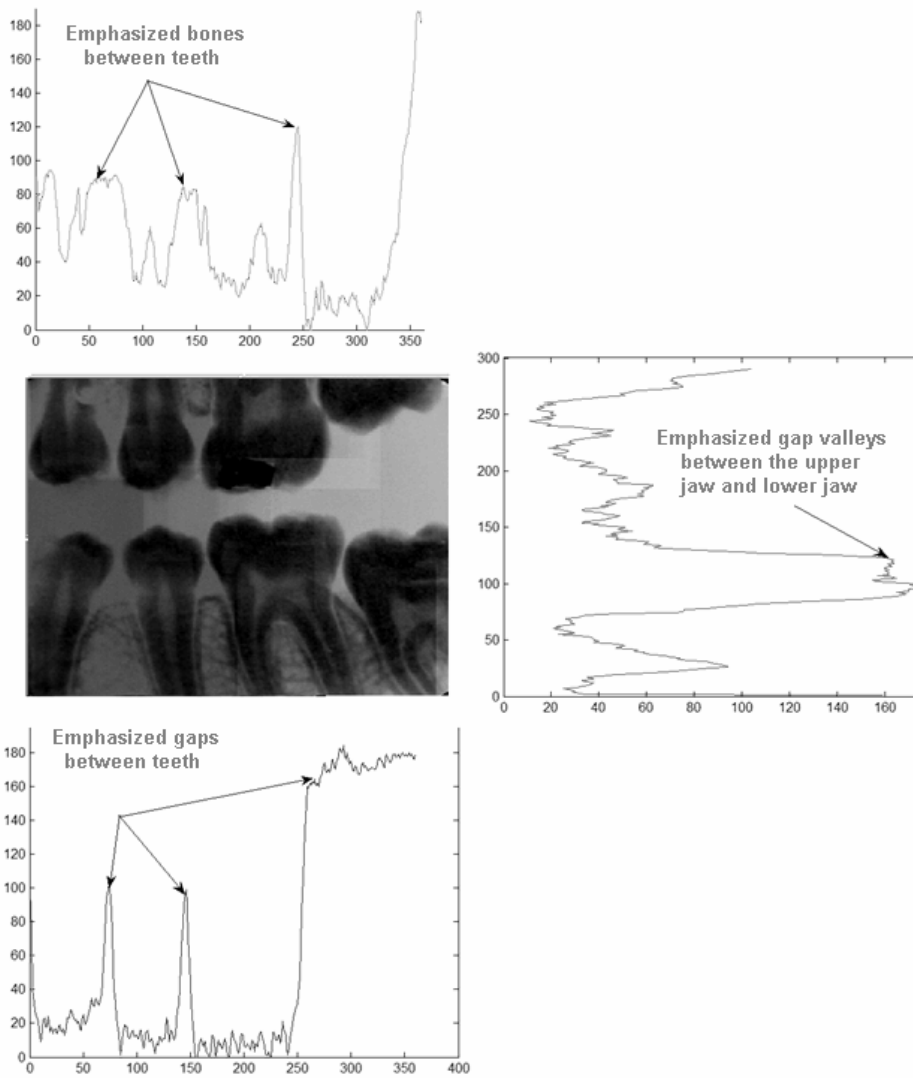 Emphasized bones
between teeth
180
160
140
120
100
80
60
40
20
0
0 50 100 150 200 250 300 350
300
250
200
150
100
50
0
Emphasized gap valleys
between the upper
jaw and lower jaw
0 20 40 60 80 100 120 140 160
Emphasized gaps
between teeth
180
160
140
120
100
80
60
40
20
0
0 50 100 150 200 250 300 350 400